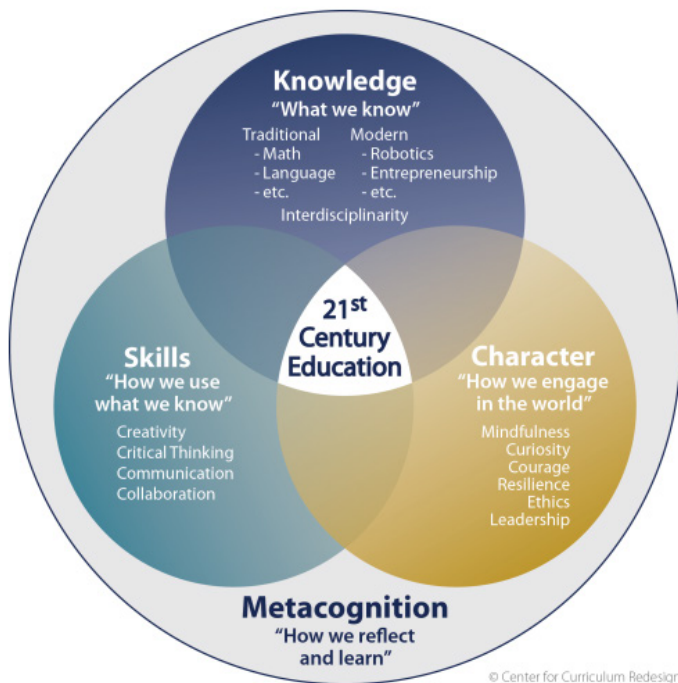 Knowledge
“What we know”
Traditional
- Math
- Language
- etc.
Modern
- Robotics
- Entrepreneurship
- etc.
Interdisciplinarity
21st
Century
Education
Skills
“How we use
what we know”
Creativity
Critical Thinking
Communication
Collaboration
Character
“How we engage
in the world”
Mindfulness
Curiosity
Courage
Resilience
Ethics
Leadership
Metacognition
“How we reflect
and learn”
© Center for Curriculum Redesign